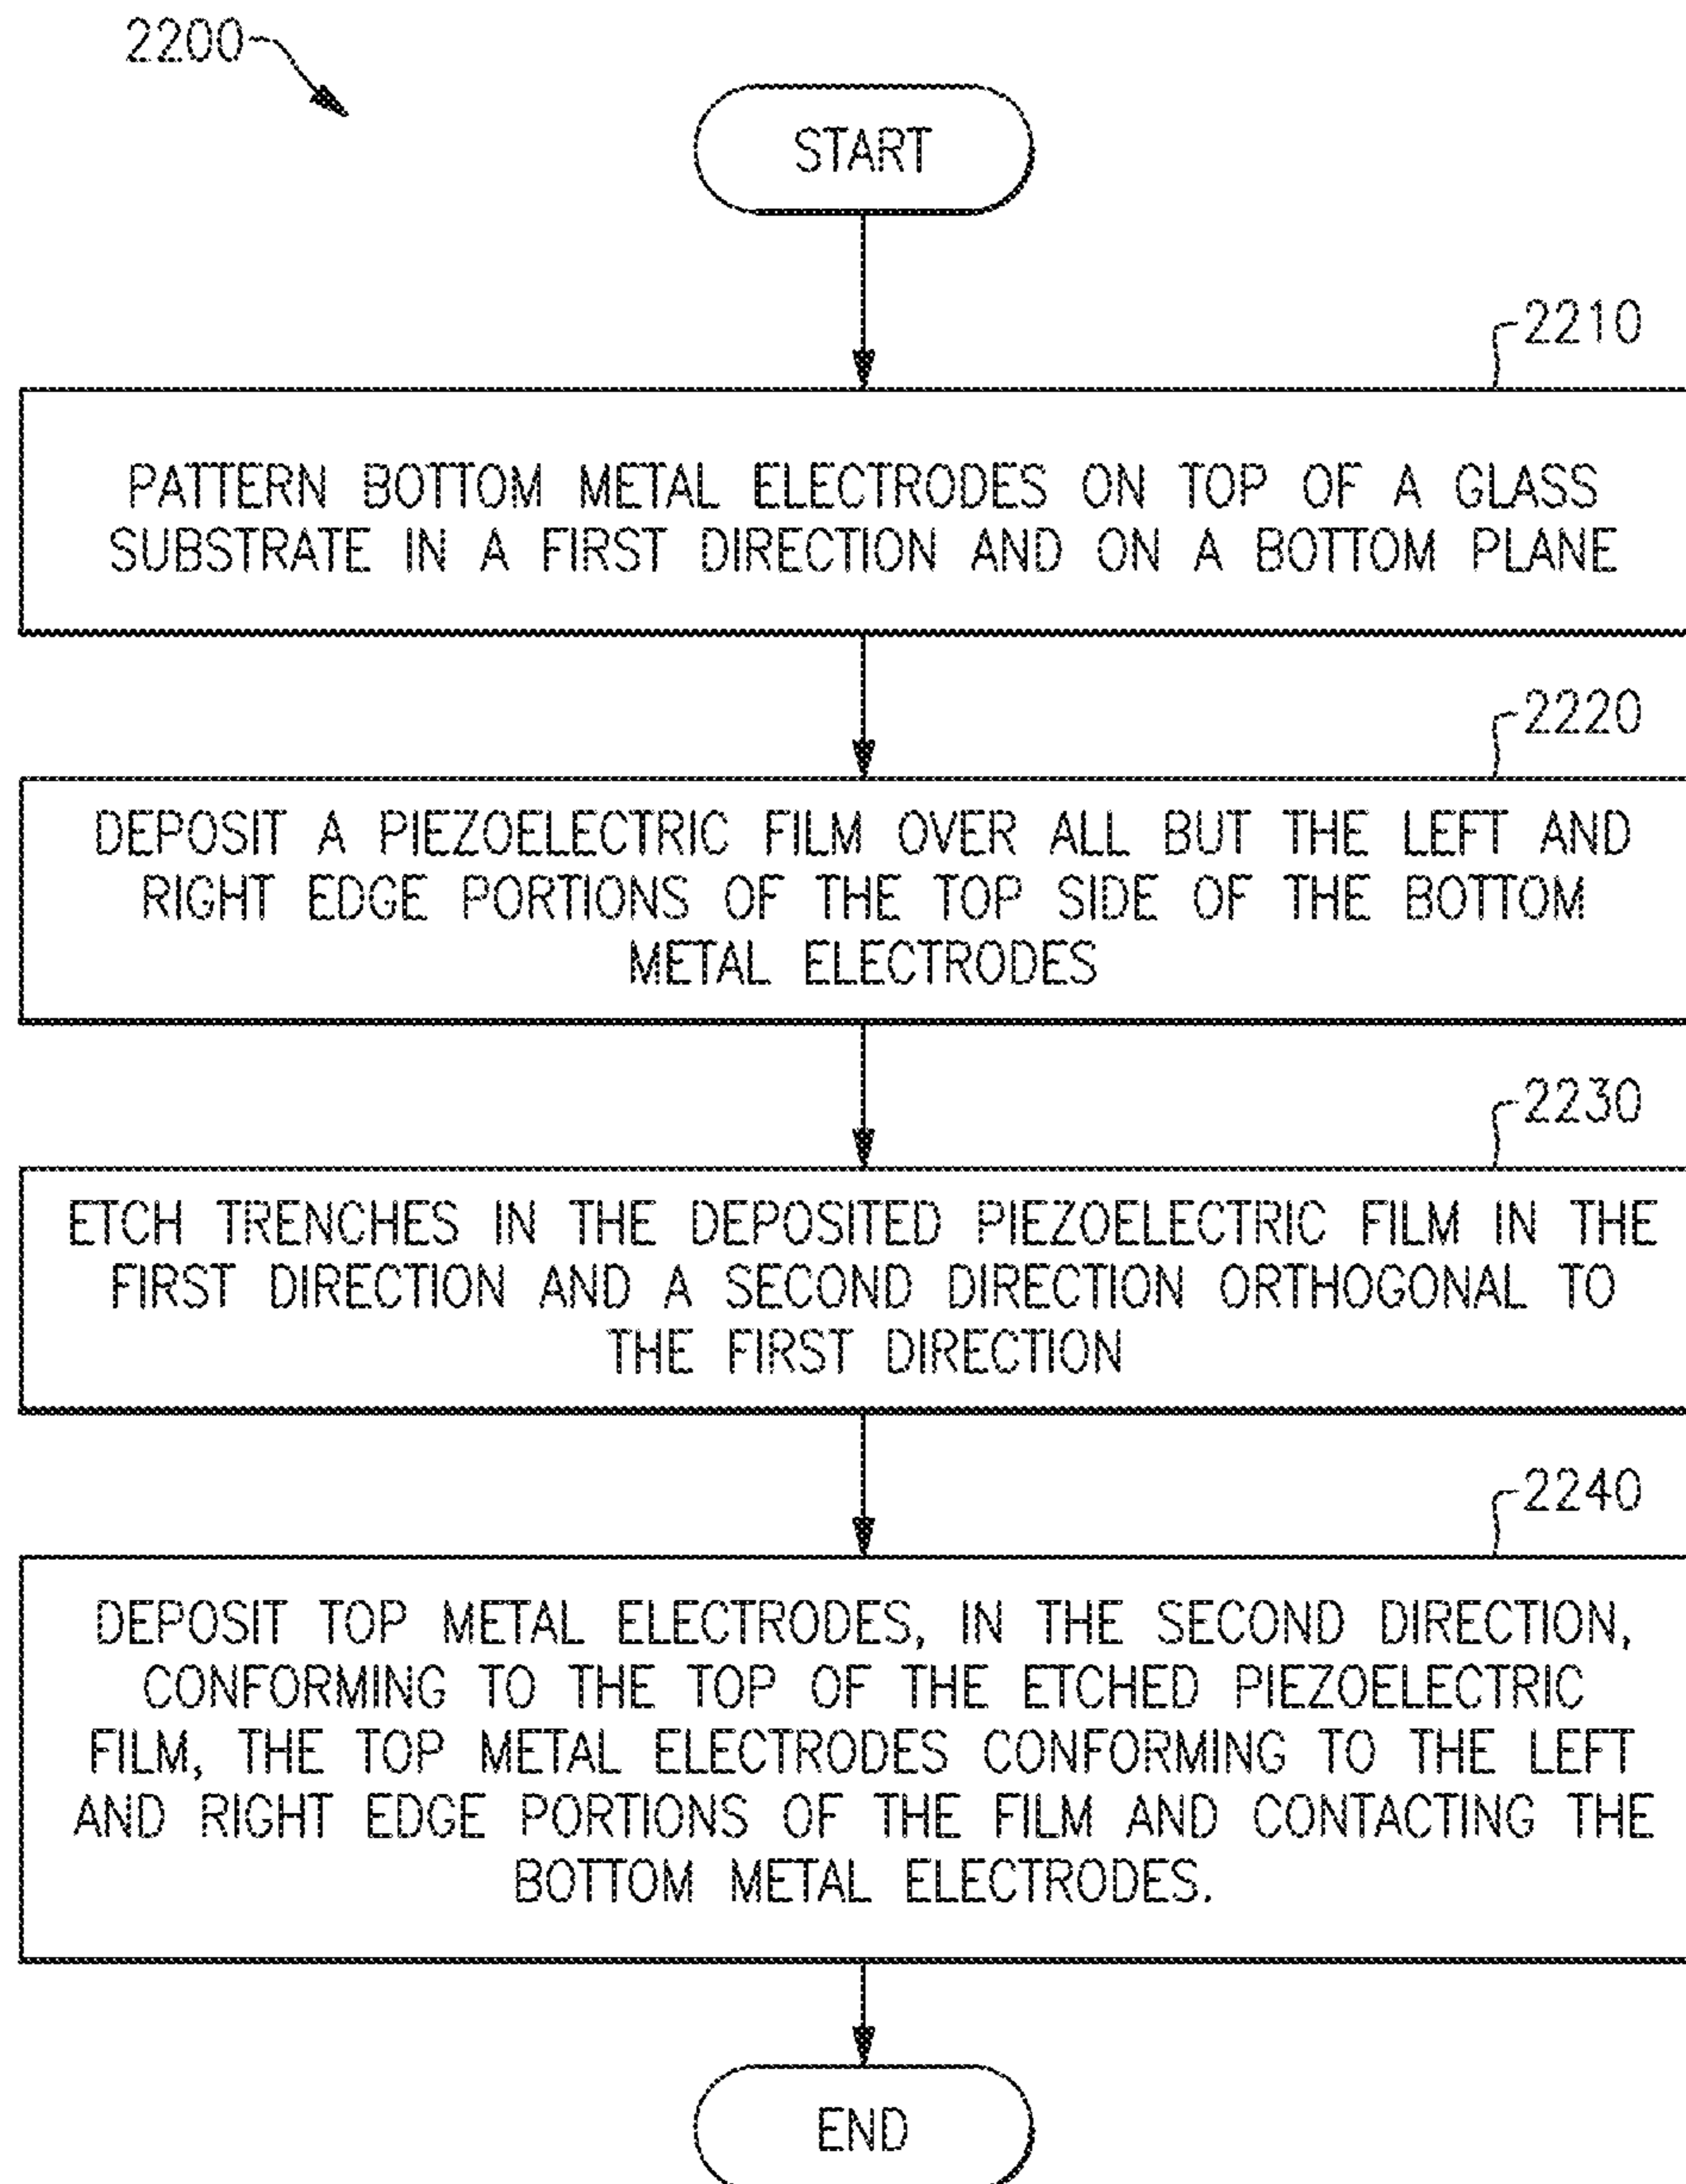 2200
START
2210
PATTERN BOTTOM METAL ELECTRODES ON TOP OF A GLASS
SUBSTRATE IN A FIRST DIRECTION AND ON A BOTTOM PLANE
2220
DEPOSIT A PIEZOELECTRIC FILM OVER ALL BUT THE LEFT AND
RIGHT EDGE PORTIONS OF THE TOP SIDE OF THE BOTTOM
METAL ELECTRODES
2230
ETCH TRENCHES IN THE DEPOSITED PIEZOELECTRIC FILM IN THE
FIRST DIRECTION AND A SECOND DIRECTION ORTHOGONAL TO
THE FIRST DIRECTION
2240
DEPOSIT TOP METAL ELECTRODES, IN THE SECOND DIRECTION,
CONFORMING TO THE TOP OF THE ETCHED PIEZOELECTRIC
FILM, THE TOP METAL ELECTRODES CONFORMING TO THE LEFT
AND RIGHT EDGE PORTIONS OF THE FILM AND CONTACTING THE
BOTTOM METAL ELECTRODES.
END